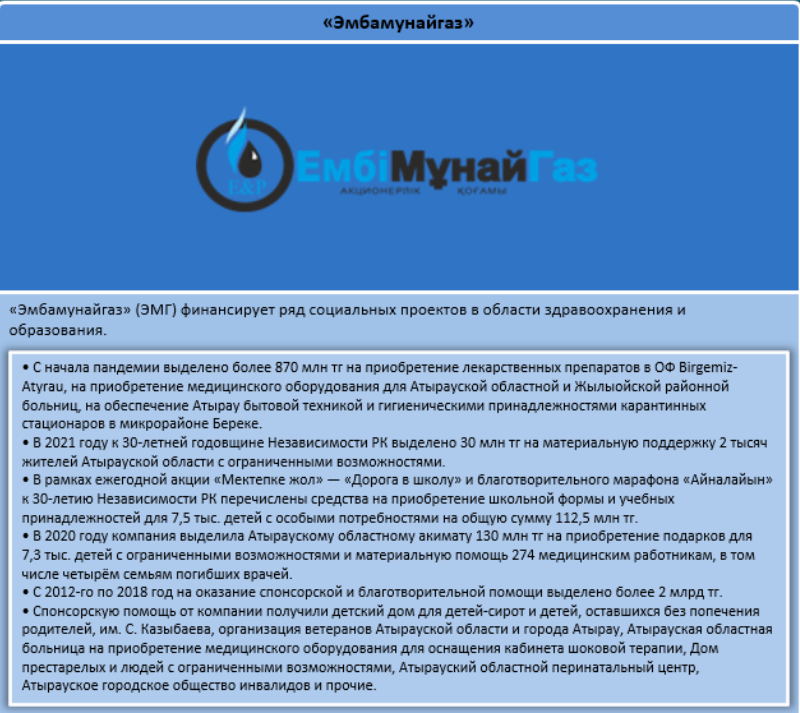 «Эмбамунайгаз»
ЕмбіМұнайГаз
E&P
АКЦИОНЕРЛІК ҚОҒАМЫ
«Эмбамунайгаз» (ЭМГ) финансирует ряд социальных проектов в области здравоохранения и
образования.
• С начала пандемии выделено более 870 млн тг на приобретение лекарственных препаратов в ОФ Birgemiz-
Atyrau, на приобретение медицинского оборудования для Атырауской областной и Жылыойской районной
больниц, на обеспечение Атырау бытовой техникой и гигиеническими принадлежностями карантинных
стационаров в микрорайоне Береке.
• В 2021 году к 30-летней годовщине Независимости РК выделено 30 млн тг на материальную поддержку 2 тысяч
жителей Атырауской области с ограниченными возможностями.
• В рамках ежегодной акции «Мектепке жол» — «Дорога в школу» и благотворительного марафона «Айналайын»
к 30-летию Независимости РК перечислены средства на приобретение школьной формы и учебных
принадлежностей для 7,5 тыс. детей с особыми потребностями на общую сумму 112,5 млн тг.
• В 2020 году компания выделила Атыраускому областному акимату 130 млн тг на приобретение подарков для
7,3 тыс. детей с ограниченными возможностями и материальную помощь 274 медицинским работникам, в том
числе четырём семьям погибших врачей.
• С 2012-го по 2018 год на оказание спонсорской и благотворительной помощи выделено более 2 млрд тг.
• Спонсорскую помощь от компании получили детский дом для детей-сирот и детей, оставшихся без попечения
родителей, им. С. Казыбаева, организация ветеранов Атырауской области и города Атырау, Атырауская областная
больница на приобретение медицинского оборудования для оснащения кабинета шоковой терапии, Дом
престарелых и людей с ограниченными возможностями, Атырауский областной перинатальный центр,
Атырауское городское общество инвалидов и прочие.